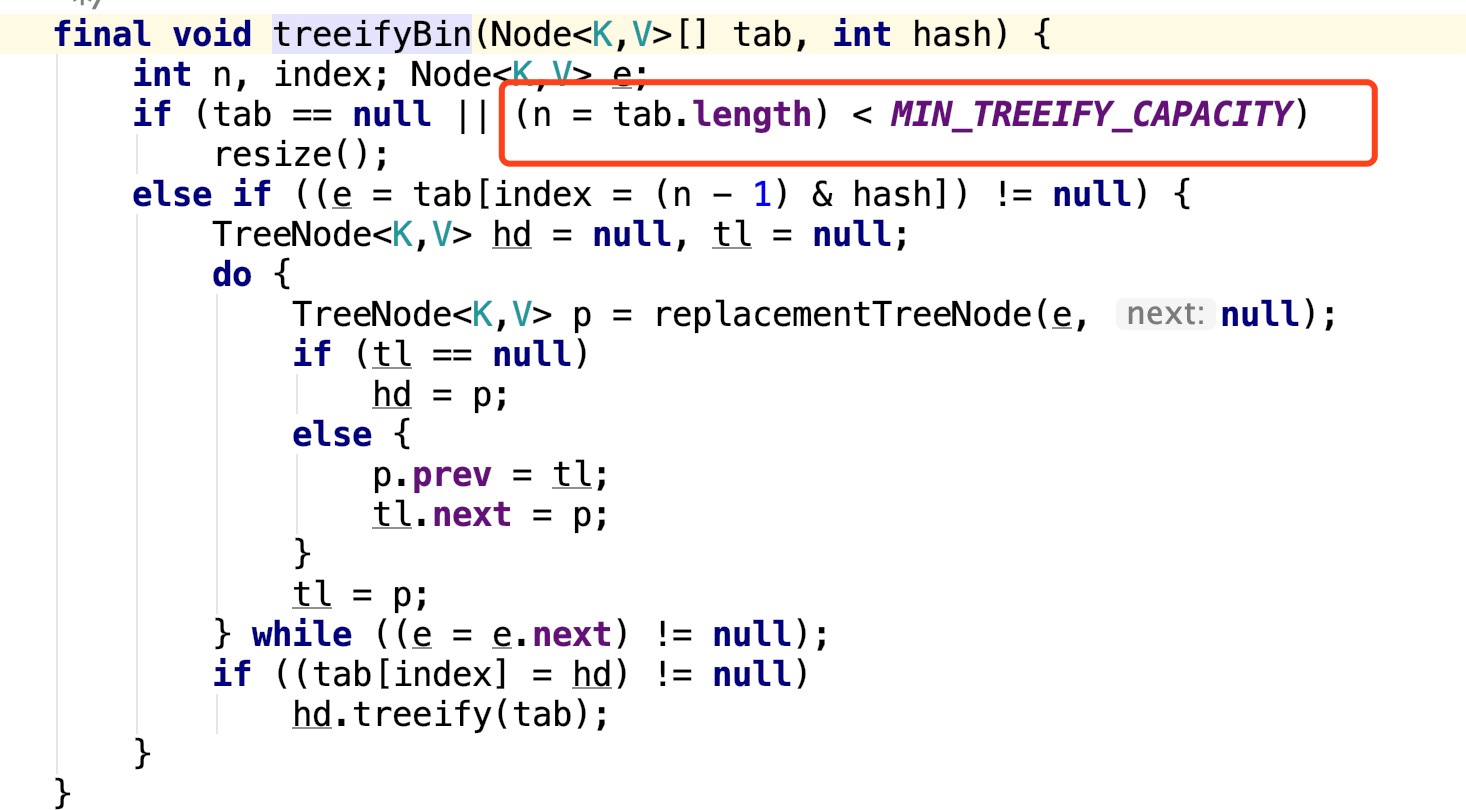 */
final void treeifyBin(Node<K,V>[] tab, int hash) {
    int n, index; Node<K,V> e;
    if (tab == null || (n = tab.length) < MIN_TREEIFY_CAPACITY)
        resize();
    else if ((e = tab[index = (n - 1) & hash]) != null) {
        TreeNode<K,V> hd = null, tl = null;
        do {
            TreeNode<K,V> p = replacementTreeNode(e, next: null);
            if (tl == null)
                hd = p;
            else {
                p.prev = tl;
                tl.next = p;
            }
            tl = p;
        } while ((e = e.next) != null);
        if ((tab[index] = hd) != null)
            hd.treeify(tab);
    }
}